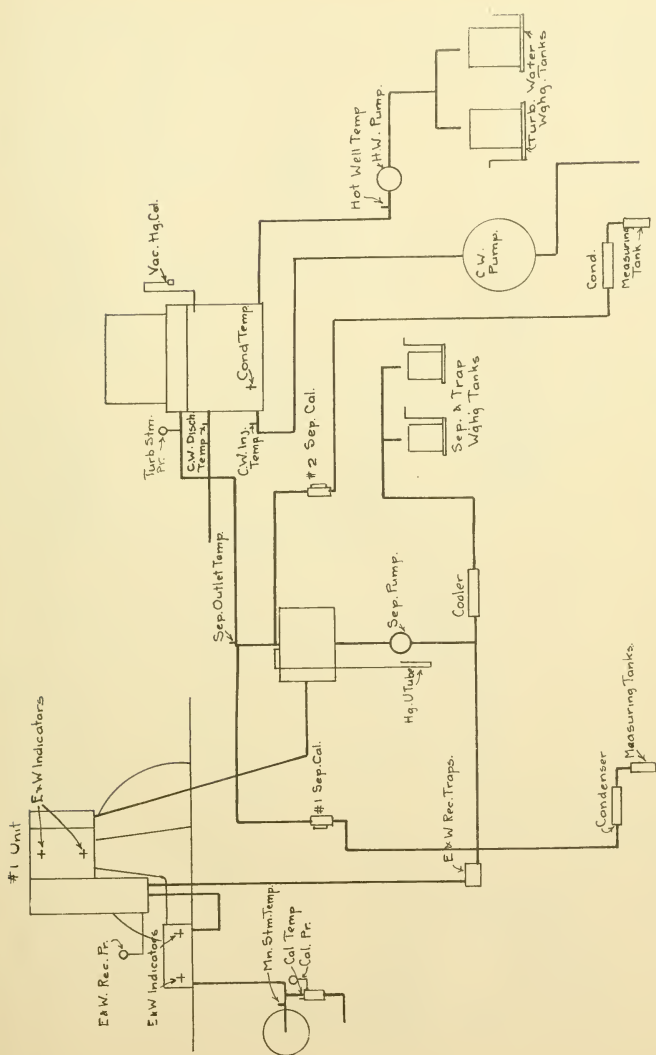 #1 Unit
E&W Indicators
E&W. Rec. Pr.
E&W Indicators
Mn. Stm. Temp.
Cal Temp
Cal. Pr.
#1 Sep. Cal.
E&W Rec. Traps.
Condenser
Measuring Tanks.
Sep. Outlet Temp.
Hg. U Tube
Sep. Pump.
Cooler
Sep. & Trap
Wghg Tanks
#2 Sep. Cal.
Turb Stm.
Pr.
C.W. Disch.
Temp
C.W. Inj.
Temp
Cond Temp
Vac. Hg. Col.
Hot Well Temp
H.W. Pump.
C W.
Pump.
Cond.
Measuring
Tank
Turb. Water
Wghg. Tanks